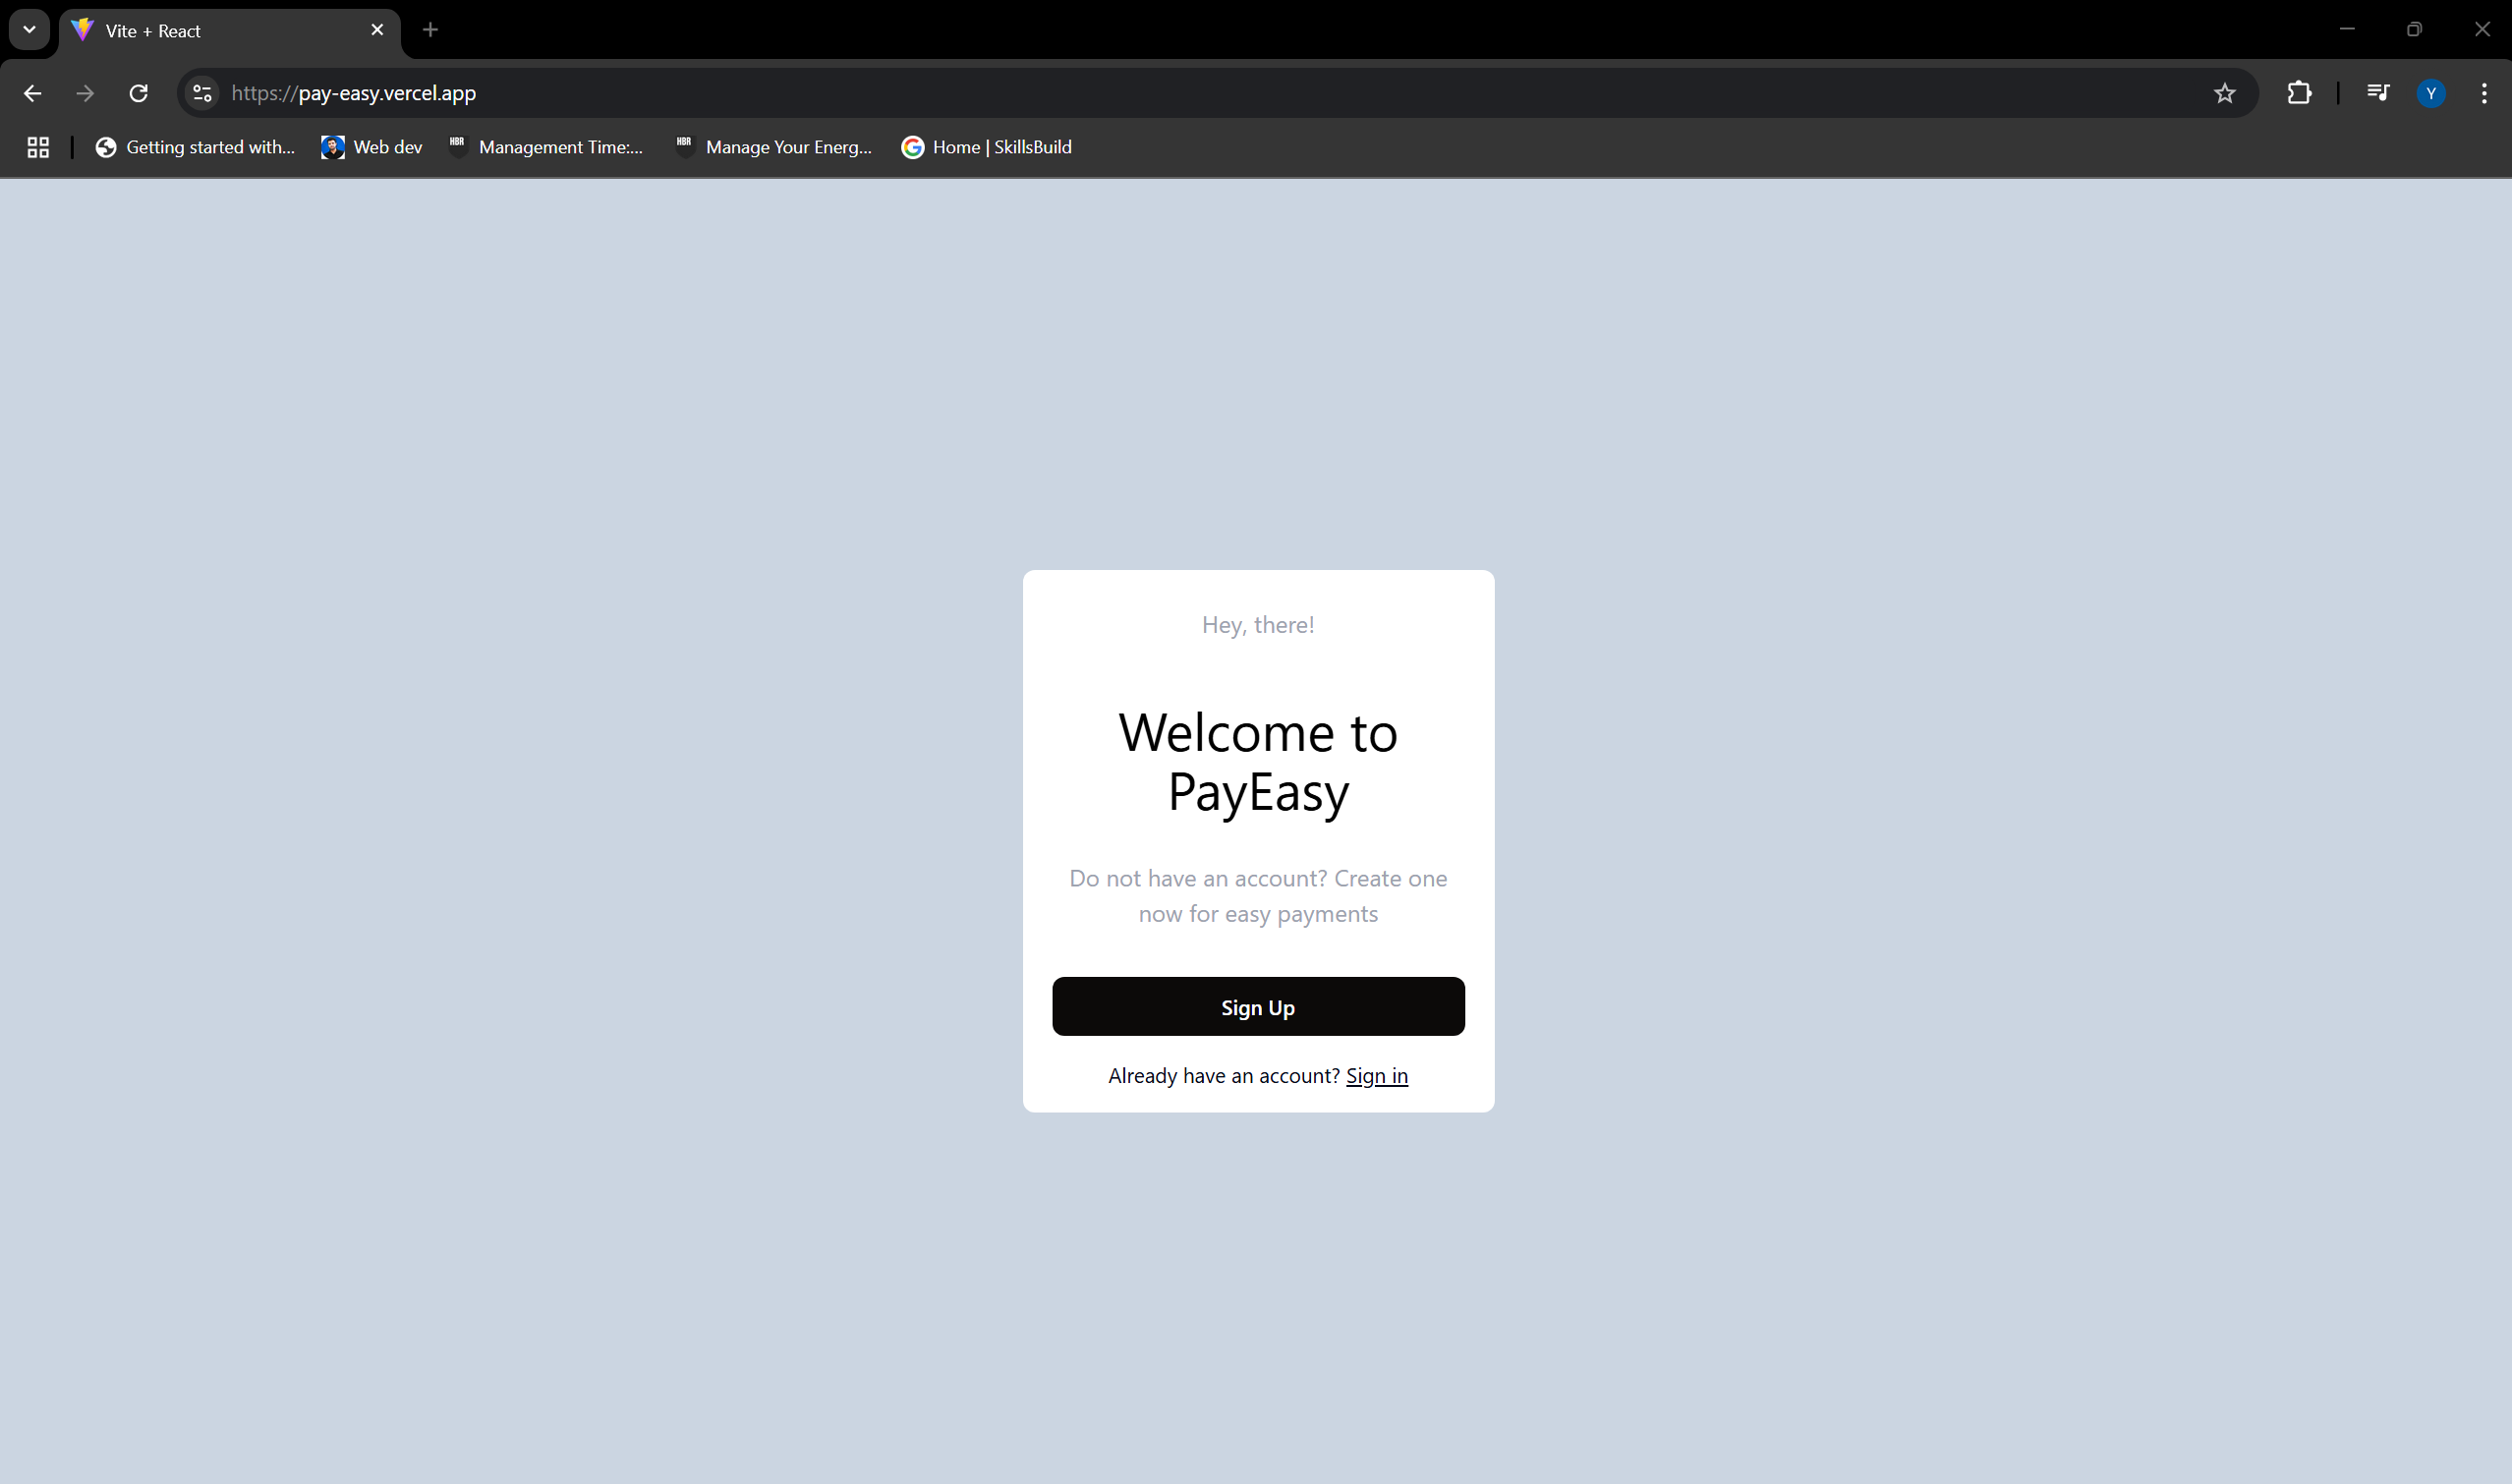 Vite + React
https://pay-easy.vercel.app
Y
Getting started with...
Web dev
HBR
Management Time:...
HBR
Manage Your Energ...
Home | SkillsBuild
Hey, there!
Welcome to
PayEasy
Do not have an account? Create one
now for easy payments
Sign Up
Already have an account? Sign in